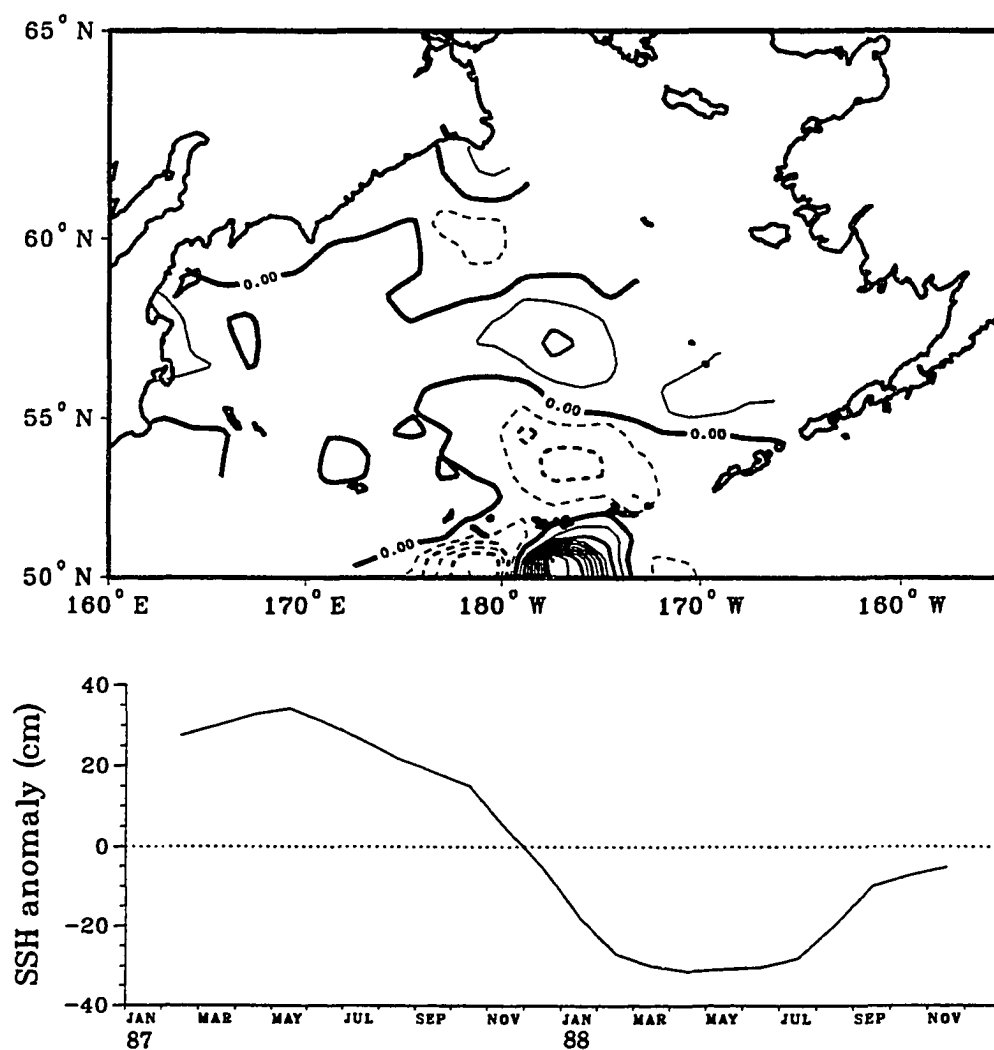 65° N
60° N
0.00
55° N
0.00
0.00
0.00
50° N
160° E
170° E
180° W
170° W
160° W
SSH anomaly (cm)
40
20
0
−20
−40
JAN MAR MAY JUL SEP NOV JAN MAR MAY JUL SEP NOV
87 88